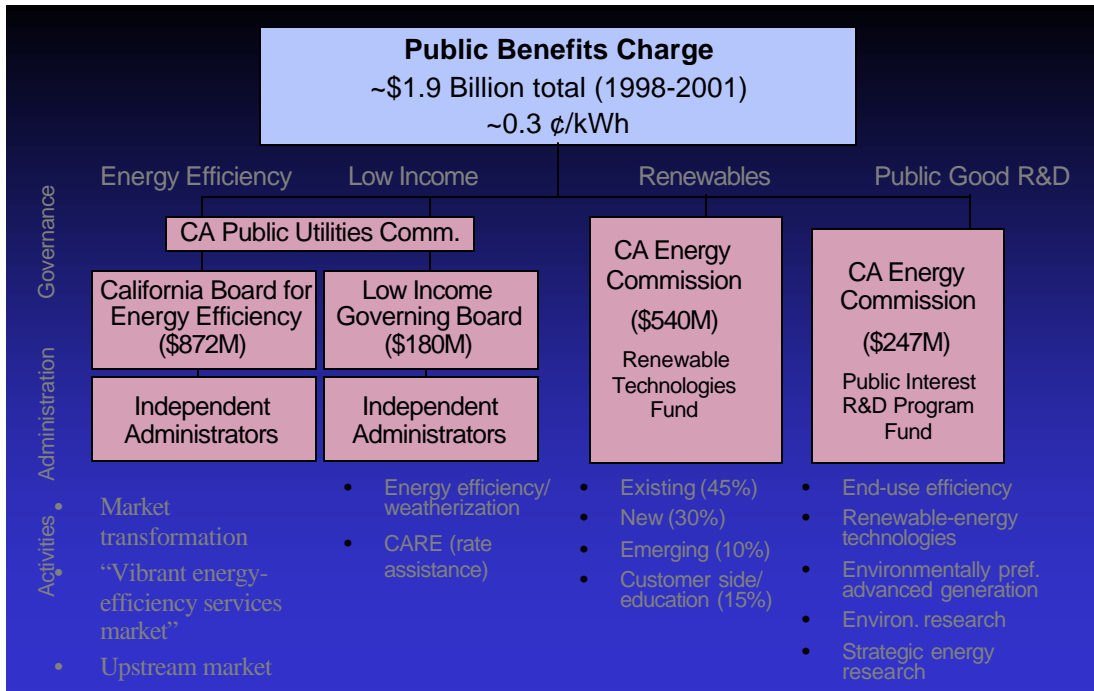 Public Benefits Charge
~$1.9 Billion total (1998-2001)
~0.3 ¢/kWh
Energy Efficiency
Low Income
Renewables
Public Good R&D
Governance
CA Public Utilities Comm.
California Board for
Energy Efficiency
($872M)
Low Income
Governing Board
($180M)
CA Energy
Commission
($540M)
Renewable
Technologies
Fund
CA Energy
Commission
($247M)
Public Interest
R&D Program
Fund
Administration
Independent
Administrators
Independent
Administrators
Activities
• Market
transformation
• “Vibrant energy-
efficiency services
market”
• Upstream market
• Energy efficiency/
weatherization
• CARE (rate
assistance)
• Existing (45%)
• New (30%)
• Emerging (10%)
• Customer side/
education (15%)
• End-use efficiency
• Renewable-energy
technologies
• Environmentally pref.
advanced generation
• Environ. research
• Strategic energy
research